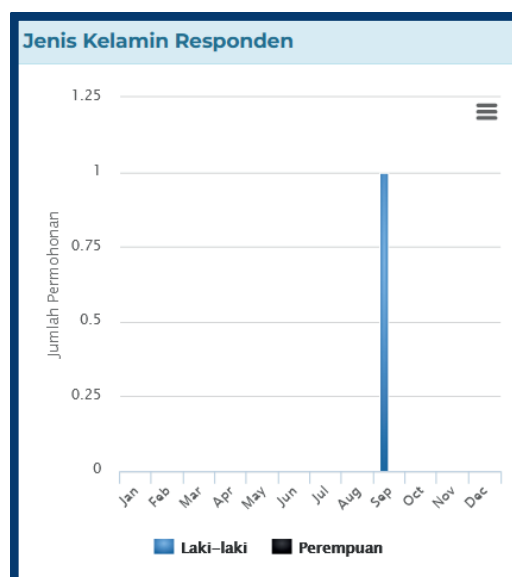 Jenis Kelamin Responden
1.25
1
0.75
0.5
0.25
0
Jumlah Permohonan
Jan Feb Mar Apr May Jun Jul Aug Sep Oct Nov Dec
Laki-laki Perempuan